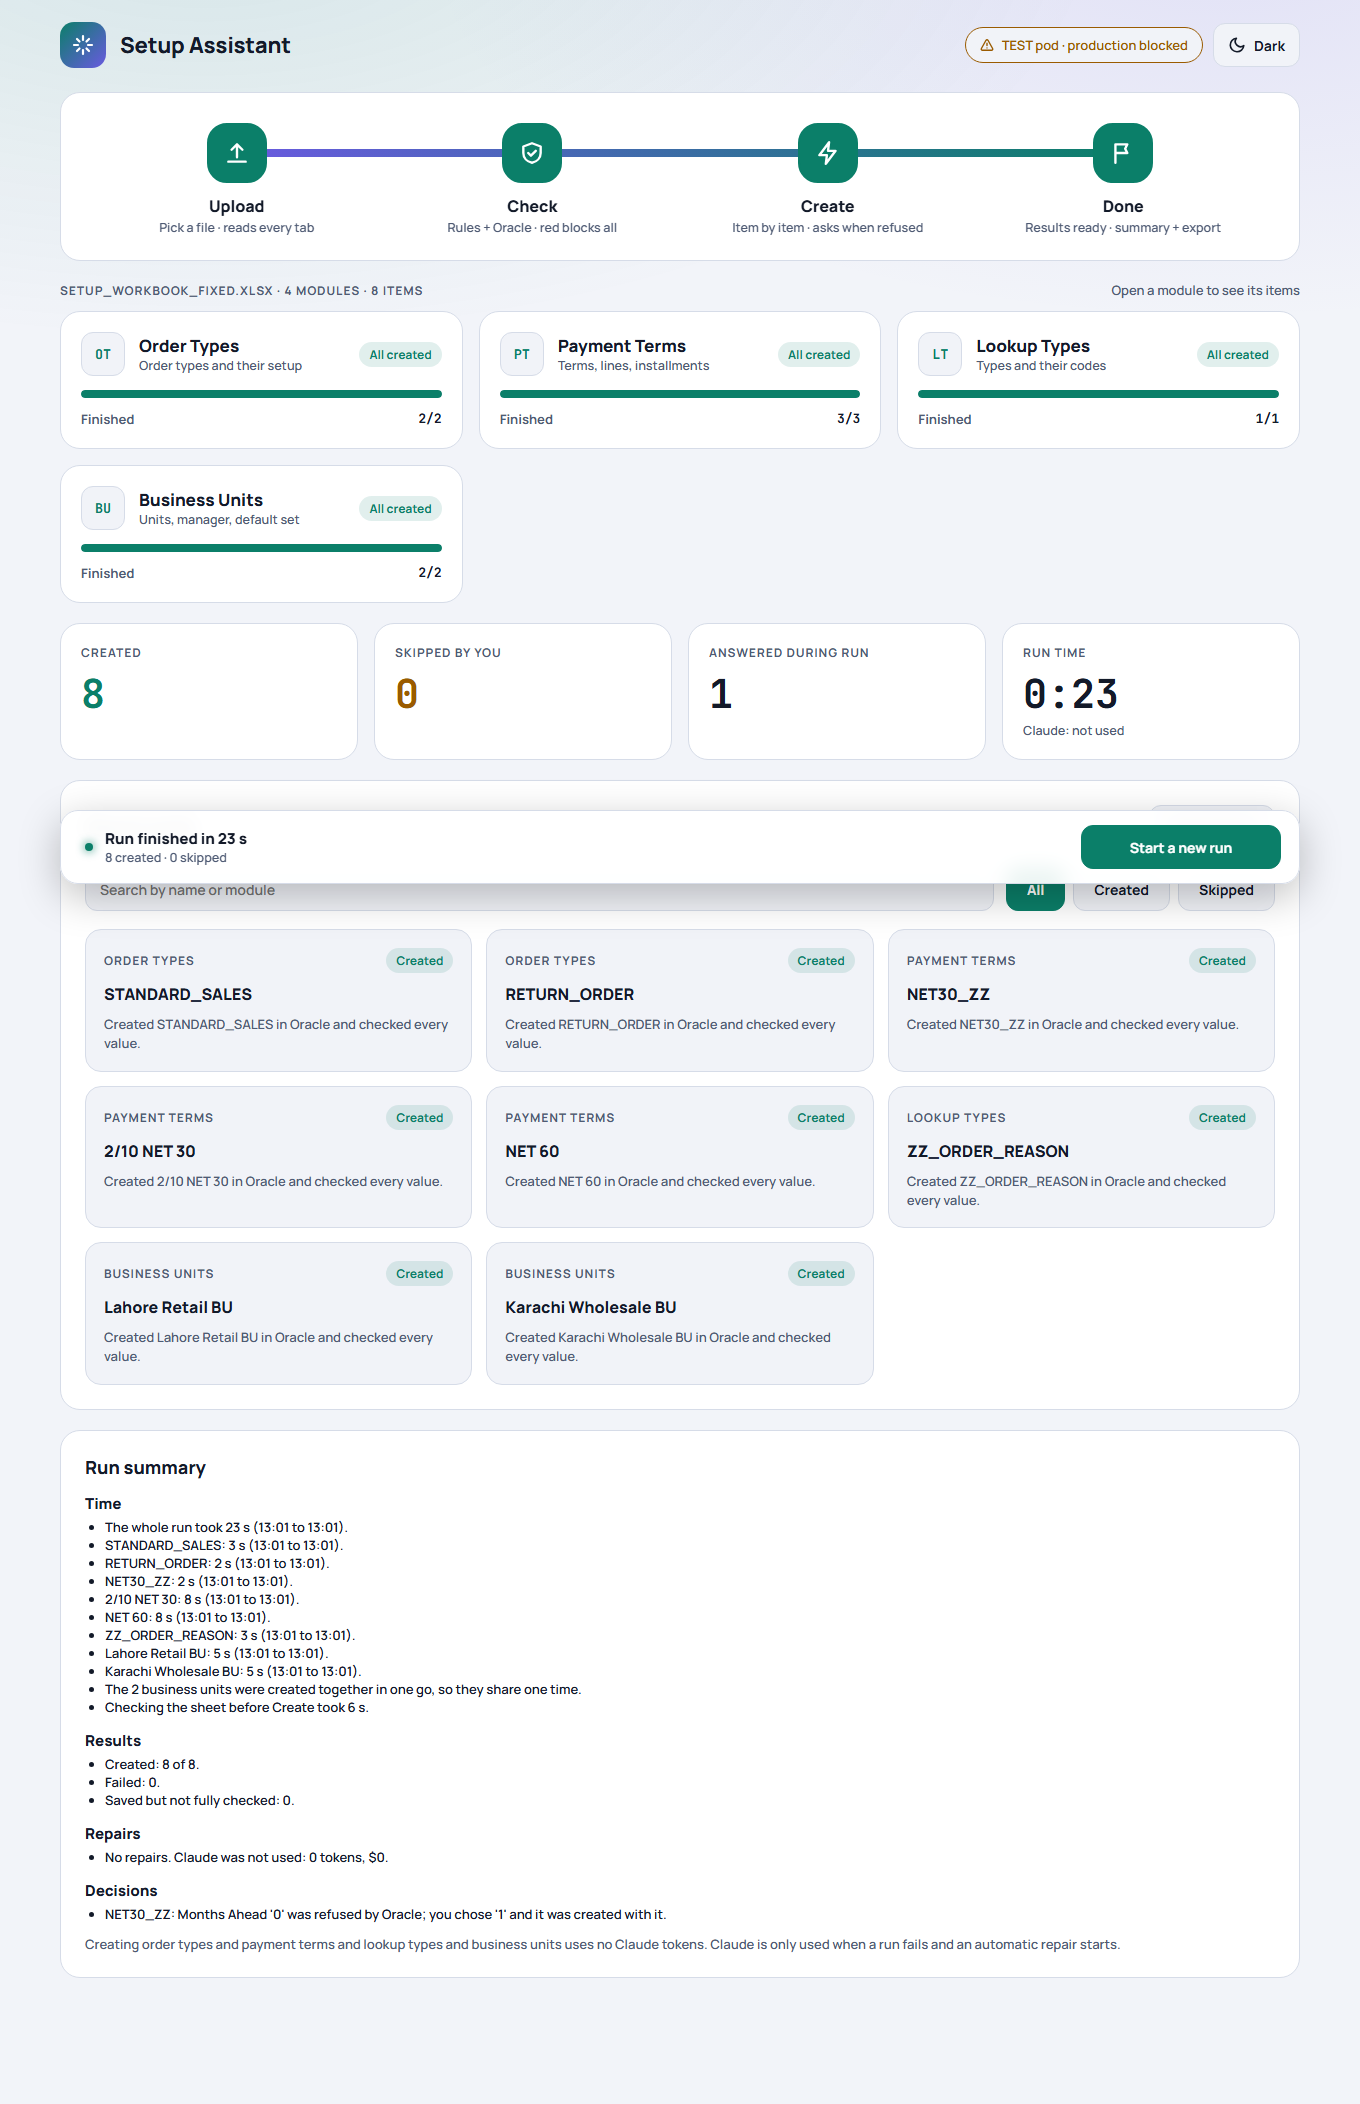 Setup Assistant
TEST pod · production blocked
Dark
Upload
Pick a file · reads every tab
Check
Rules + Oracle · red blocks all
Create
Item by item · asks when refused
Done
Results ready · summary + export
SETUP_WORKBOOK_FIXED.XLSX · 4 MODULES · 8 ITEMS
Open a module to see its items
OT
Order Types
Order types and their setup
All created
Finished
2/2
PT
Payment Terms
Terms, lines, installments
All created
Finished
3/3
LT
Lookup Types
Types and their codes
All created
Finished
1/1
BU
Business Units
Units, manager, default set
All created
Finished
2/2
CREATED
8
SKIPPED BY YOU
0
ANSWERED DURING RUN
1
RUN TIME
0:23
Claude: not used
Run finished in 23 s
8 created · 0 skipped
Start a new run
Search by name or module
All
Created
Skipped
ORDER TYPES
Created
STANDARD_SALES
Created STANDARD_SALES in Oracle and checked every
value.
ORDER TYPES
Created
RETURN_ORDER
Created RETURN_ORDER in Oracle and checked every
value.
PAYMENT TERMS
Created
NET30_ZZ
Created NET30_ZZ in Oracle and checked every value.
PAYMENT TERMS
Created
2/10 NET 30
Created 2/10 NET 30 in Oracle and checked every value.
PAYMENT TERMS
Created
NET 60
Created NET 60 in Oracle and checked every value.
LOOKUP TYPES
Created
ZZ_ORDER_REASON
Created ZZ_ORDER_REASON in Oracle and checked
every value.
BUSINESS UNITS
Created
Lahore Retail BU
Created Lahore Retail BU in Oracle and checked every
value.
BUSINESS UNITS
Created
Karachi Wholesale BU
Created Karachi Wholesale BU in Oracle and checked
every value.
Run summary
Time
The whole run took 23 s (13:01 to 13:01).
STANDARD_SALES: 3 s (13:01 to 13:01).
RETURN_ORDER: 2 s (13:01 to 13:01).
NET30_ZZ: 2 s (13:01 to 13:01).
2/10 NET 30: 8 s (13:01 to 13:01).
NET 60: 8 s (13:01 to 13:01).
ZZ_ORDER_REASON: 3 s (13:01 to 13:01).
Lahore Retail BU: 5 s (13:01 to 13:01).
Karachi Wholesale BU: 5 s (13:01 to 13:01).
The 2 business units were created together in one go, so they share one time.
Checking the sheet before Create took 6 s.
Results
Created: 8 of 8.
Failed: 0.
Saved but not fully checked: 0.
Repairs
No repairs. Claude was not used: 0 tokens, $0.
Decisions
NET30_ZZ: Months Ahead '0' was refused by Oracle; you chose '1' and it was created with it.
Creating order types and payment terms and lookup types and business units uses no Claude tokens. Claude is only used when a run fails and an automatic repair starts.